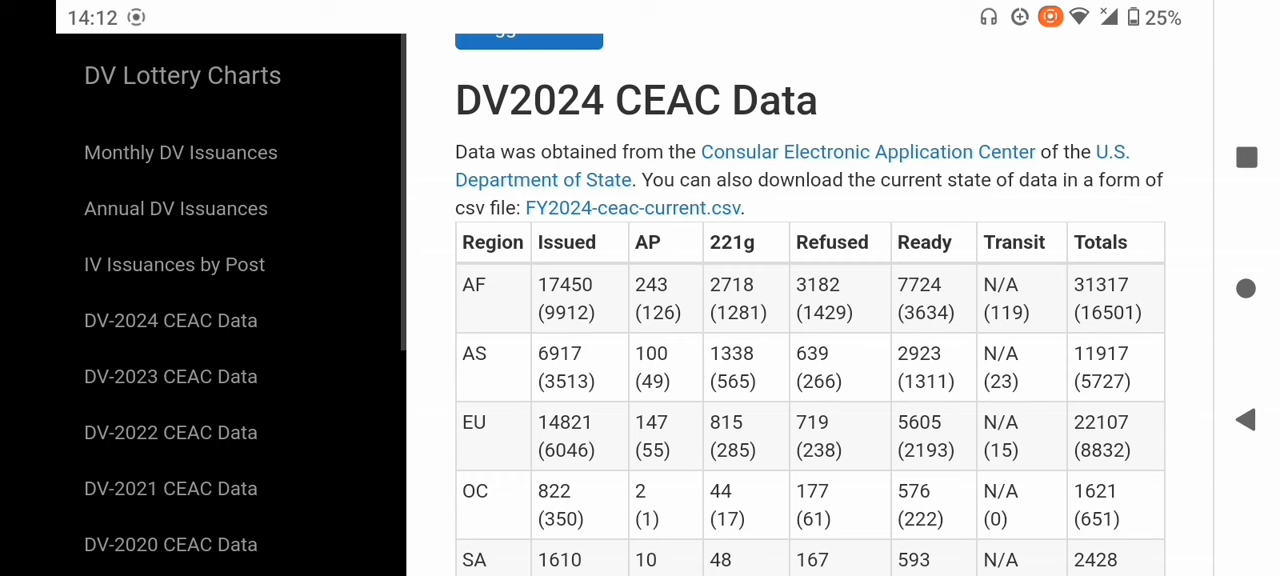 14:12
25%
DV Lottery Charts
Monthly DV Issuances
Annual DV Issuances
IV Issuances by Post
DV-2024 CEAC Data
DV-2023 CEAC Data
DV-2022 CEAC Data
DV-2021 CEAC Data
DV-2020 CEAC Data
DV2024 CEAC Data
Data was obtained from the Consular Electronic Application Center of the U.S.
Department of State. You can also download the current state of data in a form of
csv file: FY2024-ceac-current.csv.
Region Issued AP 221g Refused Ready Transit Totals
AF 17450 243 2718 3182 7724 N/A 31317
(9912) (126) (1281) (1429) (3634) (119) (16501)
AS 6917 100 1338 639 2923 N/A 11917
(3513) (49) (565) (266) (1311) (23) (5727)
EU 14821 147 815 719 5605 N/A 22107
(6046) (55) (285) (238) (2193) (15) (8832)
OC 822 2 44 177 576 N/A 1621
(350) (1) (17) (61) (222) (0) (651)
SA 1610 10 48 167 593 N/A 2428